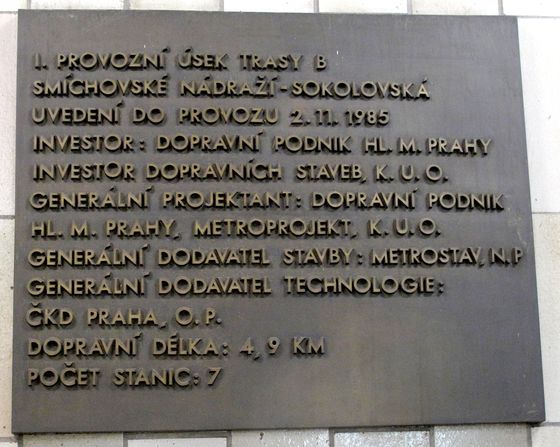 I. PROVOZNÍ ÚSEK TRASY B
SMÍCHOVSKÉ NÁDRAŽÍ - SOKOLOVSKÁ
UVEDENÍ DO PROVOZU 2.11. 1985
INVESTOR: DOPRAVNÍ PODNIK HL. M. PRAHY
INVESTOR DOPRAVNÍCH STAVEB, K. U. O.
GENERÁLNÍ PROJEKTANT: DOPRAVNÍ PODNIK
HL. M. PRAHY, METROPROJEKT, K. U. O.
GENERÁLNÍ DODAVATEL STAVBY: METROSTAV, N. P
GENERÁLNÍ DODAVATEL TECHNOLOGIE:
ČKD PRAHA, O. P.
DOPRAVNÍ DÉLKA: 4, 9 KM
POČET STANIC: 7